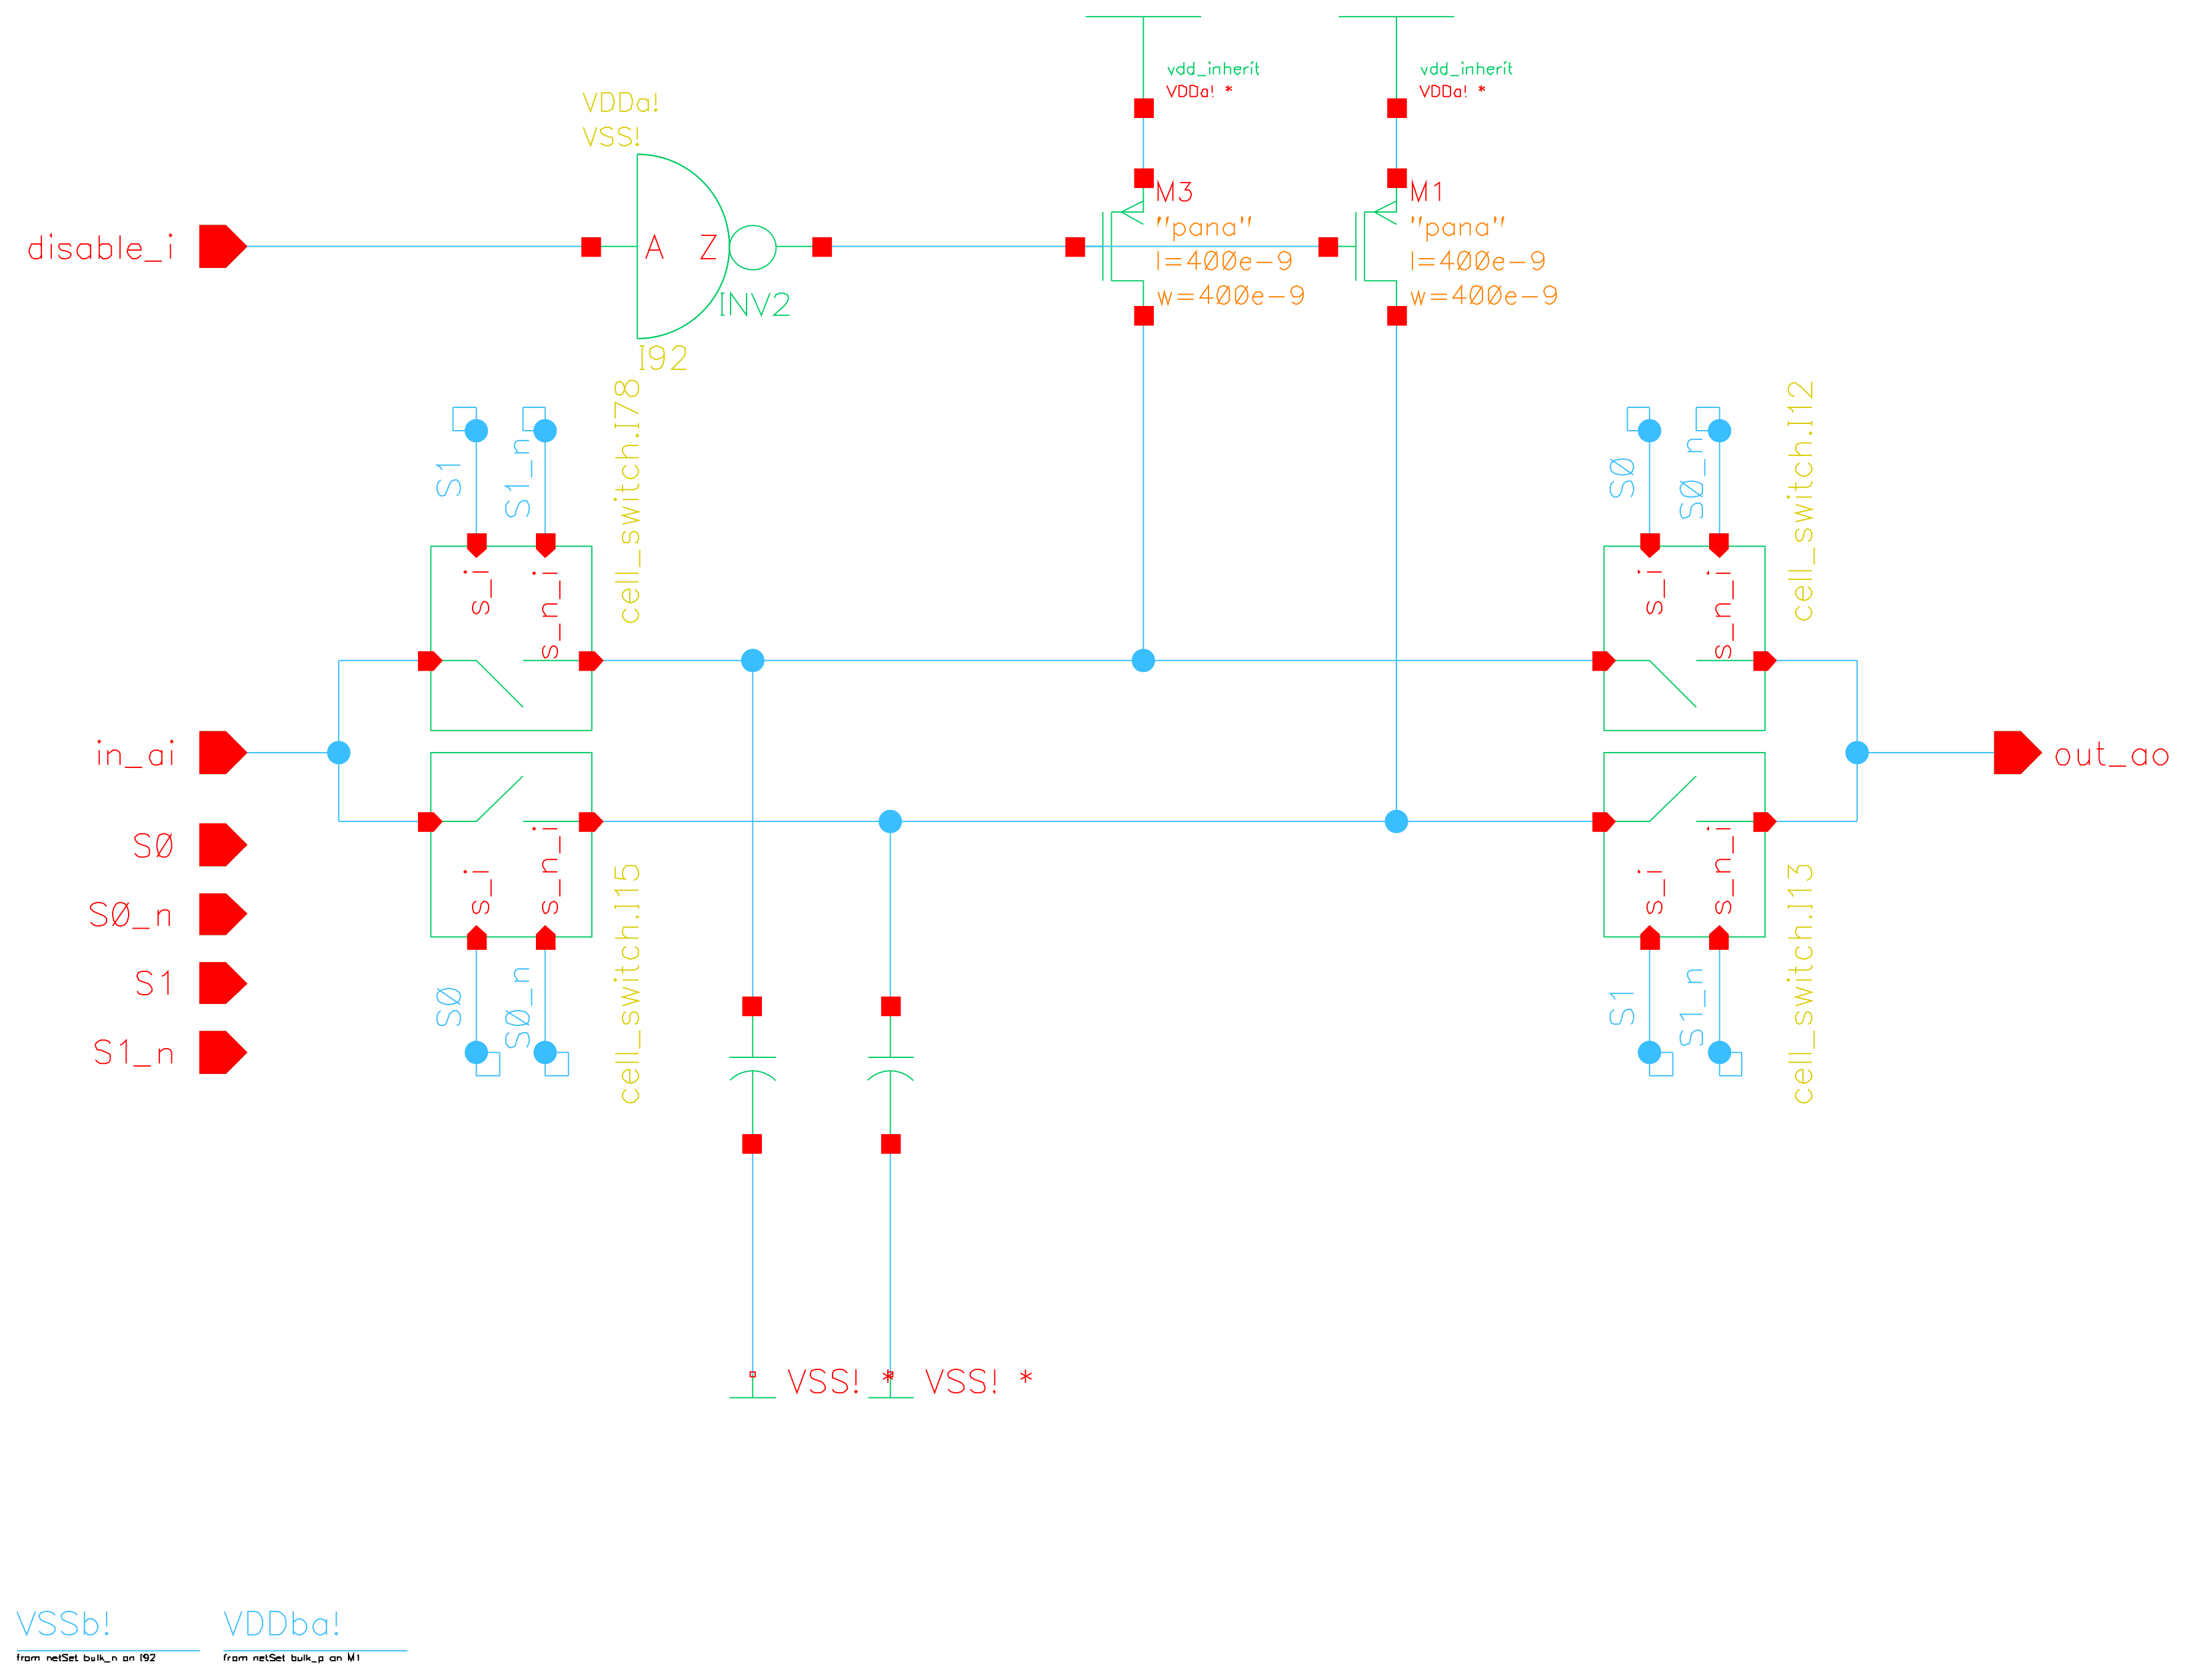 vdd_inherit
VDDa! *
vdd_inherit
VDDa! *
VDDa!
VSS!
disable_i
A
Z
INV2
I92
M3
"pana"
l=400e-9
w=400e-9
M1
"pana"
l=400e-9
w=400e-9
S1
S1_n
cell_switch.I78
s_i
s_n_i
S0
S0_n
cell_switch.I12
s_i
s_n_i
in_ai
out_ao
S0
S0_n
S1
S1_n
s_i
s_n_i
S0
S0_n
cell_switch.I15
s_i
s_n_i
S1
S1_n
cell_switch.I13
VSS! *
VSS! *
VSSb!
from netSet bulk_n on I92
VDDba!
from netSet bulk_p on M1